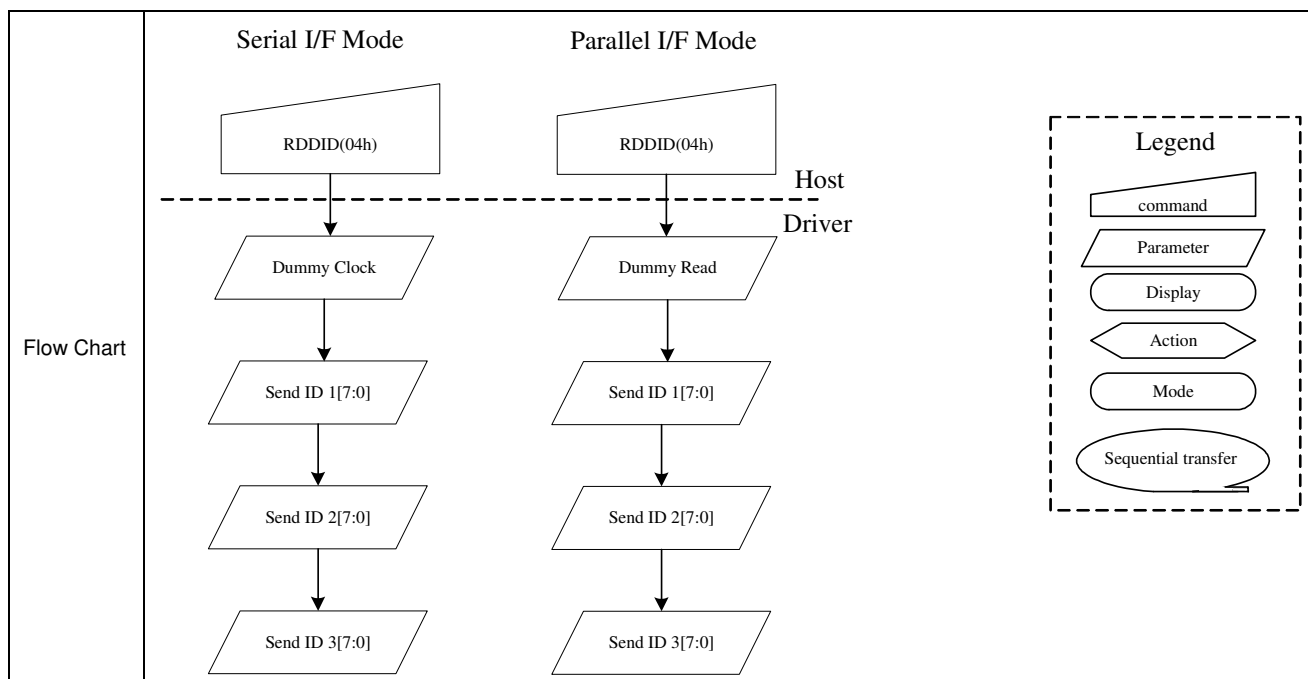 Flow Chart
Serial I/F Mode
Parallel I/F Mode
RDDID(04h)
RDDID(04h)
Host
Driver
Dummy Clock
Dummy Read
Send ID 1[7:0]
Send ID 1[7:0]
Send ID 2[7:0]
Send ID 2[7:0]
Send ID 3[7:0]
Send ID 3[7:0]
Legend
command
Parameter
Display
Action
Mode
Sequential transfer